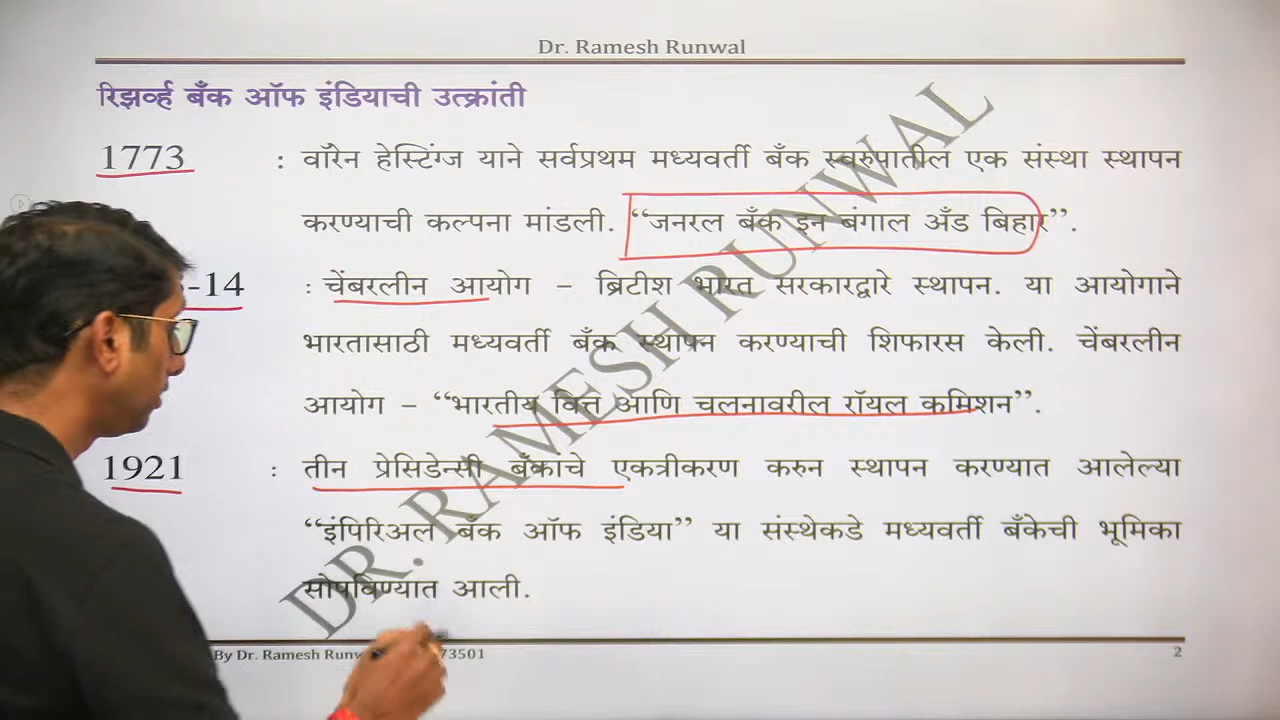 Dr. Ramesh Runwal
रिझर्व्ह बँक ऑफ इंडियाची उत्क्रांती
1773 : वॉरेन हेस्टिंग्ज याने सर्वप्रथम मध्यवर्ती बँक स्वरुपातील एक संस्था स्थापन
करण्याची कल्पना मांडली. “जनरल बँक इन बंगाल अँड बिहार”.
-14 : चेंबरलीन आयोग – ब्रिटीश भारत सरकारद्वारे स्थापन. या आयोगाने
भारतासाठी मध्यवर्ती बँक स्थापन करण्याची शिफारस केली. चेंबरलीन
आयोग – “भारतीय वित्त आणि चलनावरील रॉयल कमिशन”.
1921 : तीन प्रेसिडेन्सी बँकाचे एकत्रीकरण करुन स्थापन करण्यात आलेल्या
“इंपिरिअल बँक ऑफ इंडिया” या संस्थेकडे मध्यवर्ती बँकेची भूमिका
सोपविण्यात आली.
DR. RAMESH RUNWAL
By Dr. Ramesh 73501
2